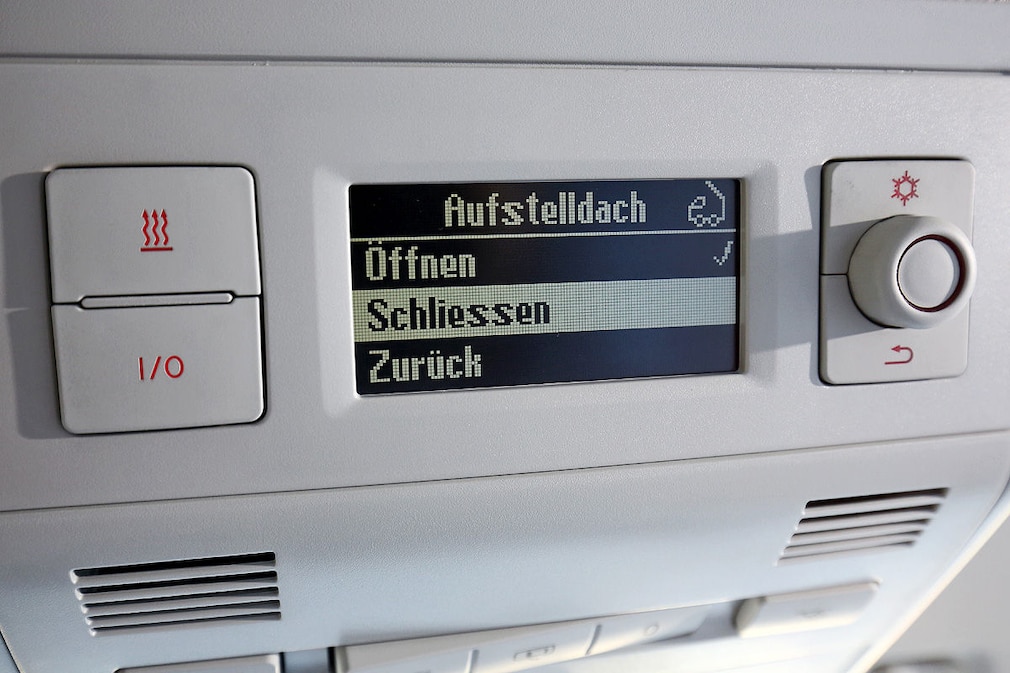 Aufstelldach
Öffnen
Schliessen
Zurück
I/O